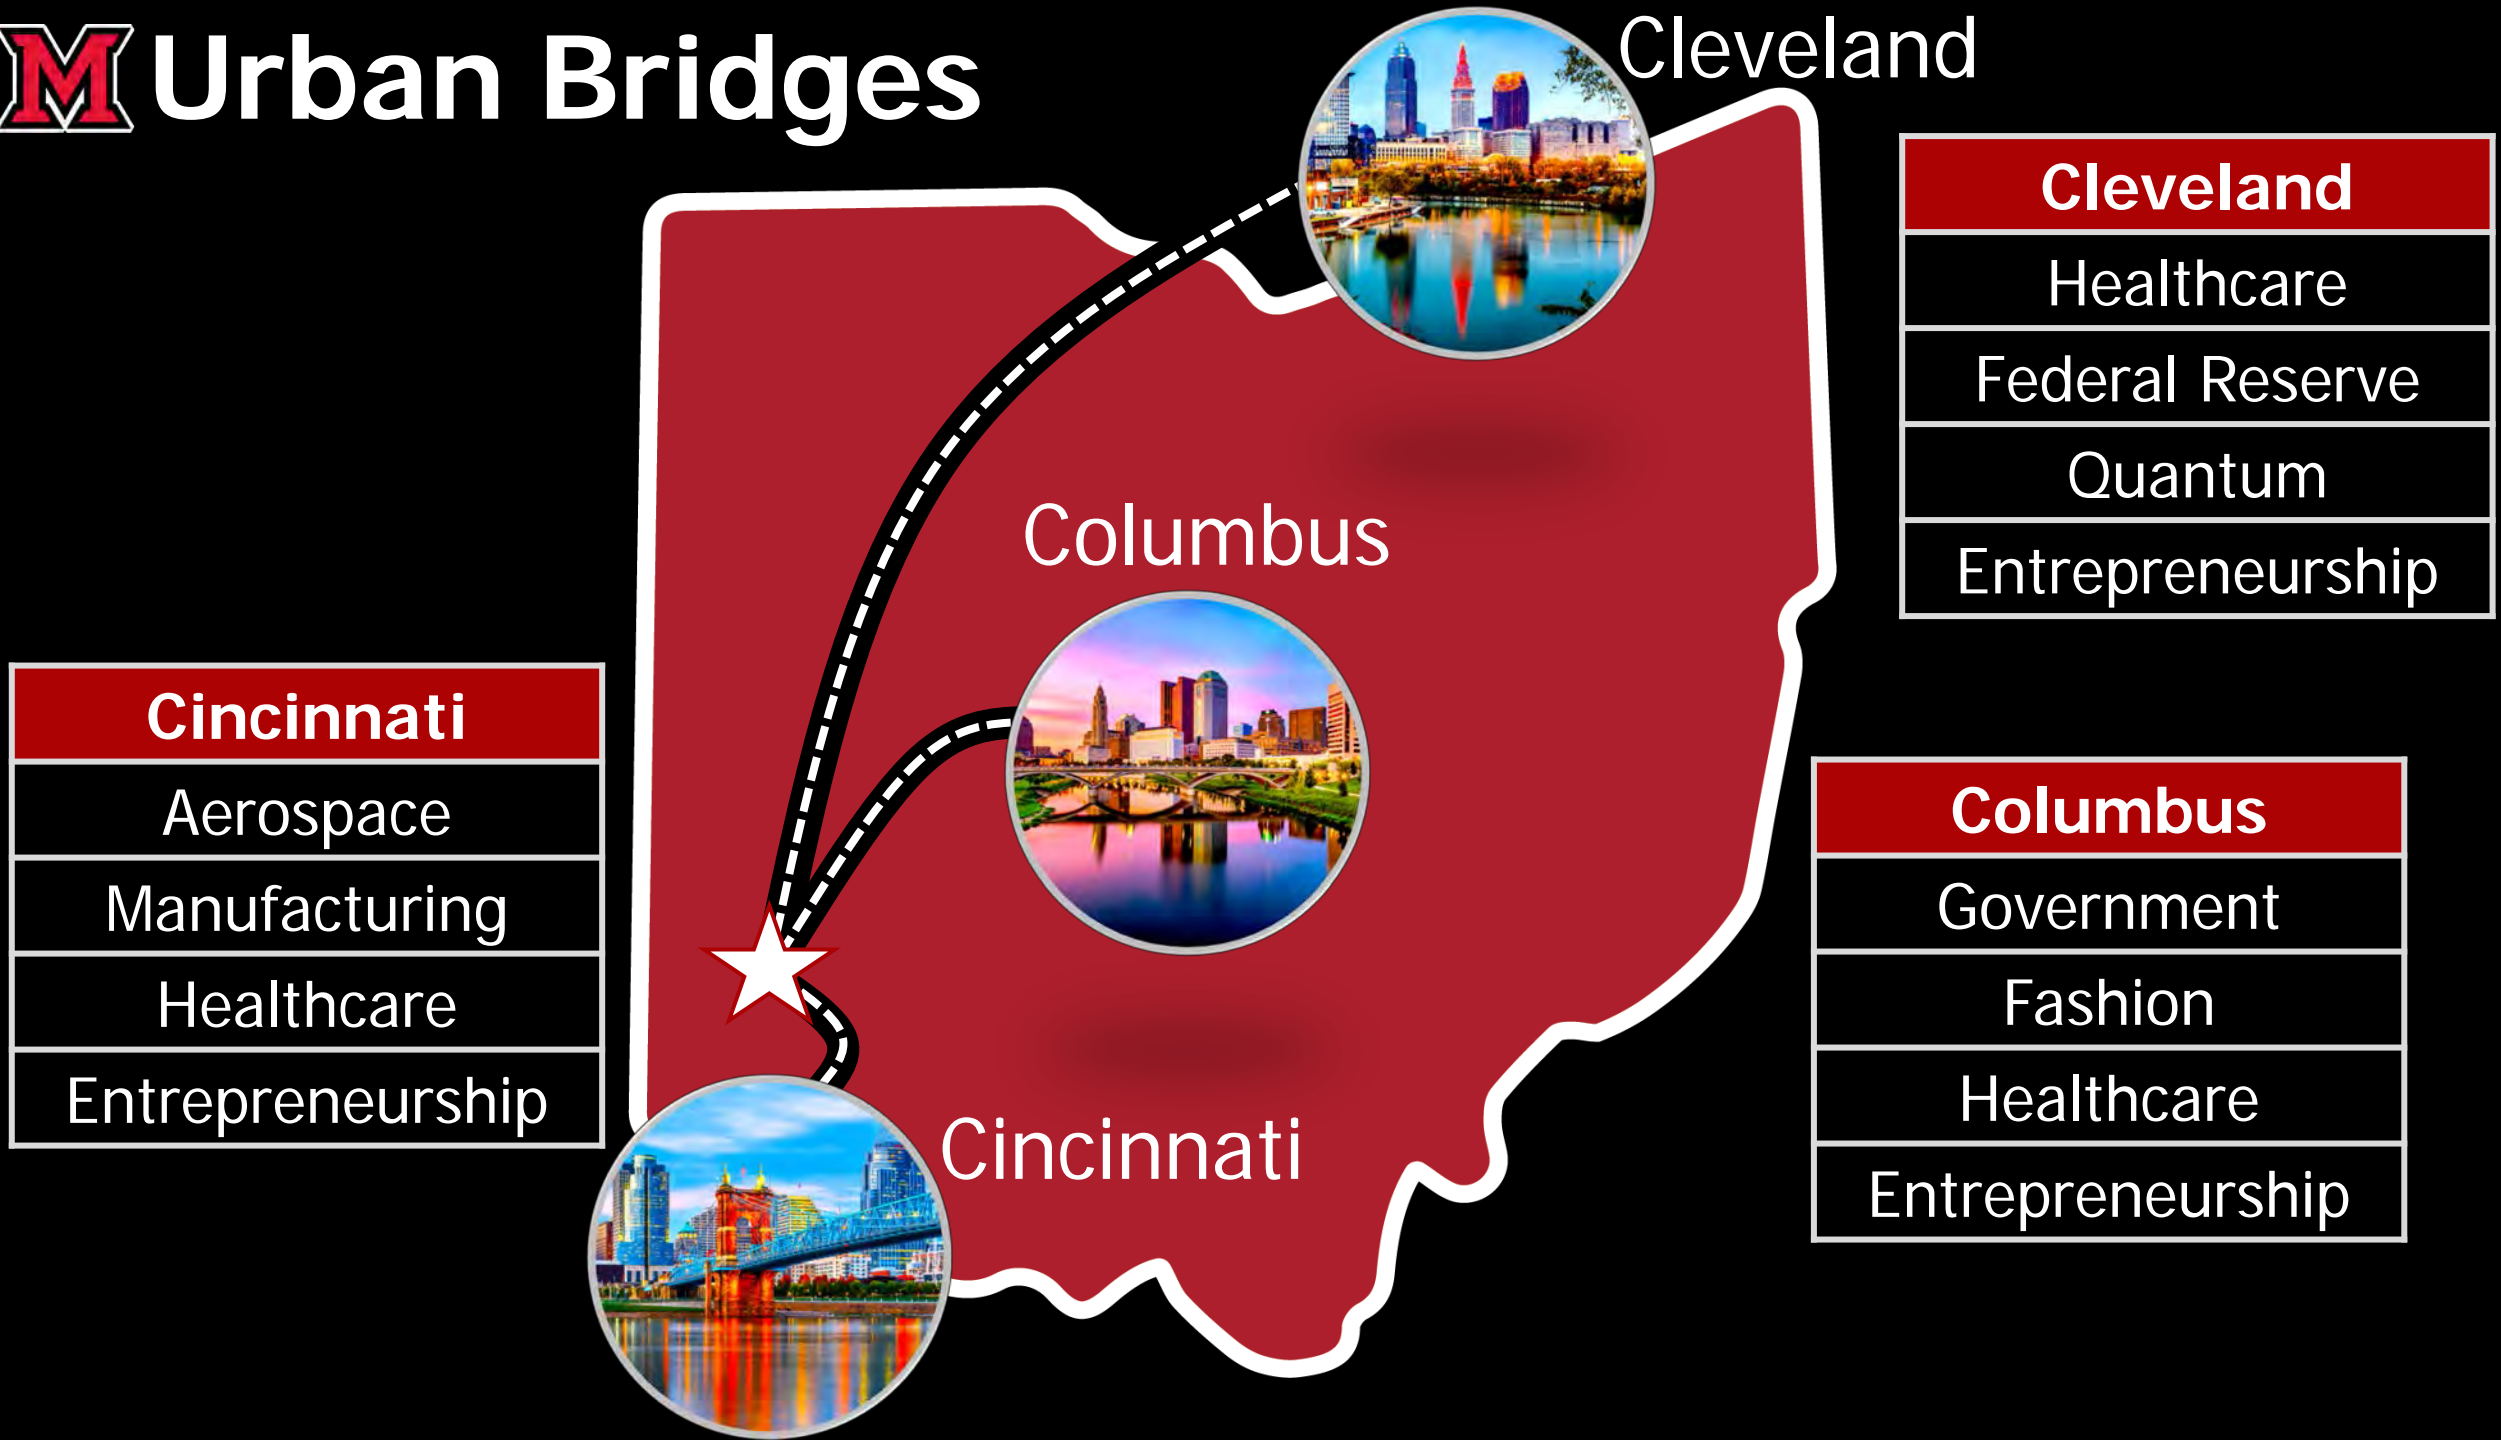 M Urban Bridges
Cleveland
Columbus
Cincinnati
Cleveland
Healthcare
Federal Reserve
Quantum
Entrepreneurship
Cincinnati
Aerospace
Manufacturing
Healthcare
Entrepreneurship
Columbus
Government
Fashion
Healthcare
Entrepreneurship